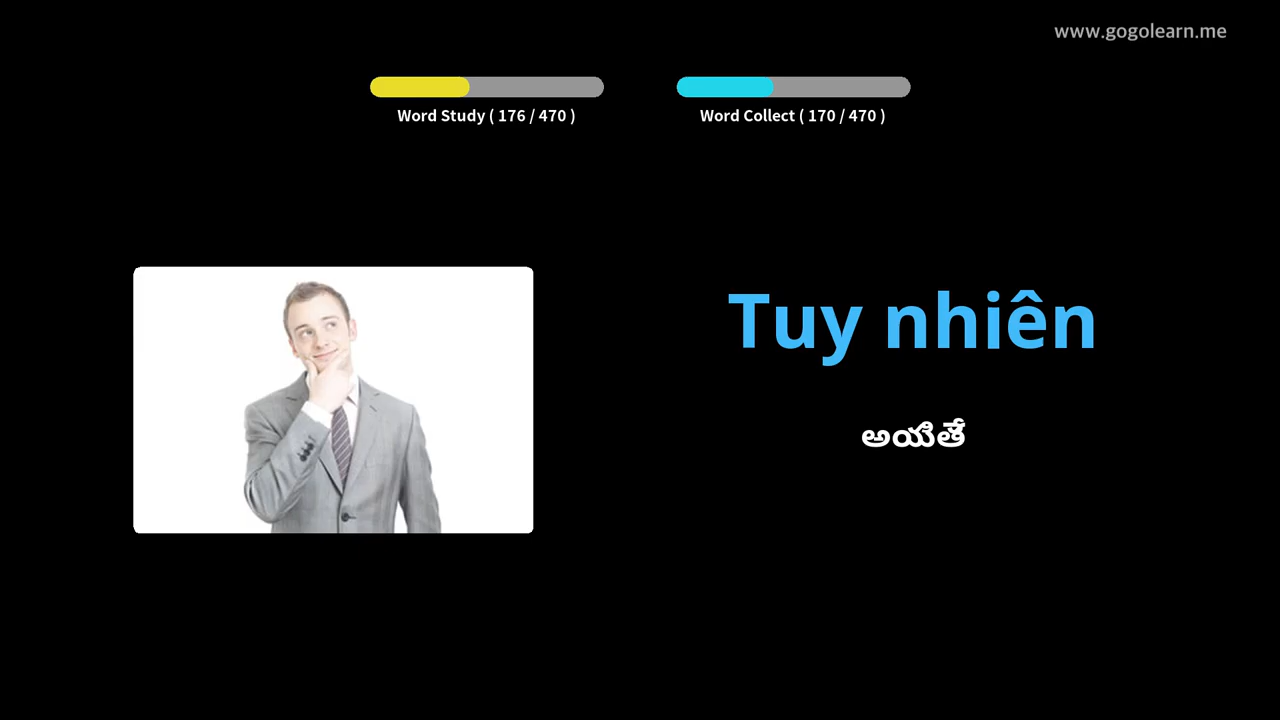 www.gogolearn.me
Word Study ( 176 / 470 )
Word Collect ( 170 / 470 )
Tuy nhiên
అయితే